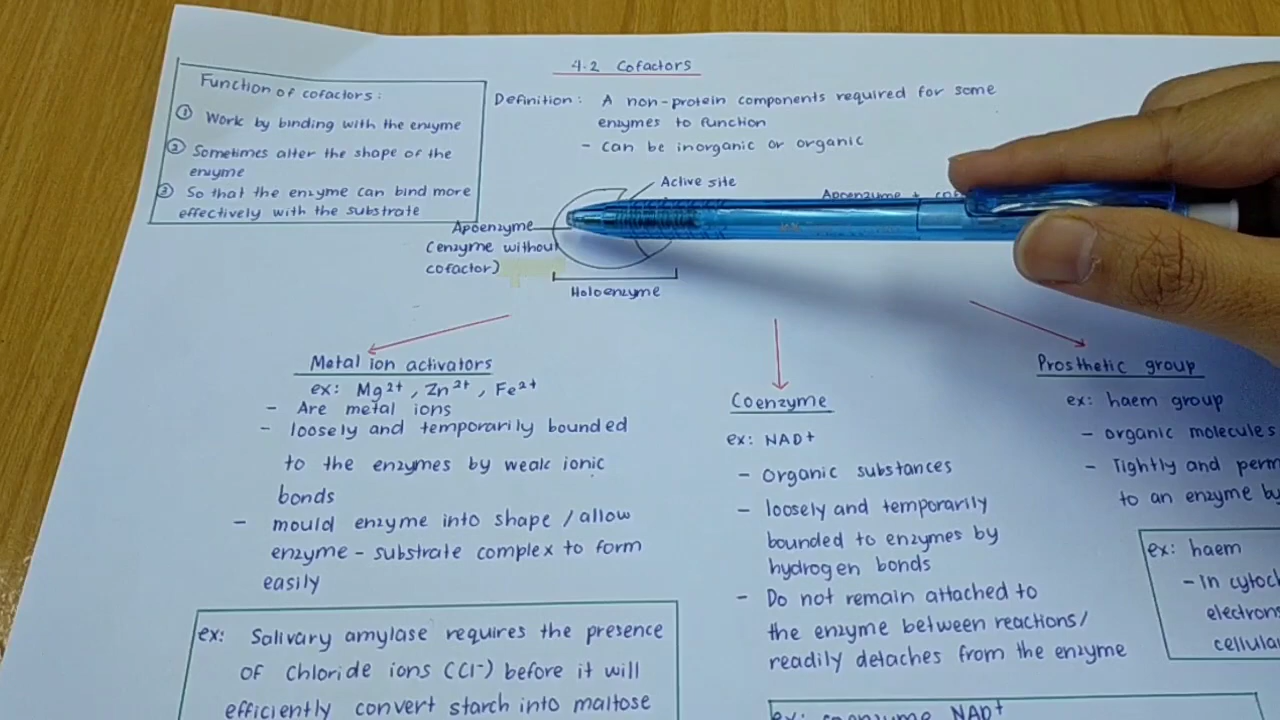 4.2 Cofactors
Function of cofactors:
① Work by binding with the enzyme
② Sometimes alter the shape of the
enzyme
③ So that the enzyme can bind more
effectively with the substrate
Definition: A non-protein components required for some
enzymes to function
- can be inorganic or organic
Active site
Apoenzyme +
Apoenzyme
(enzyme without
cofactor)
Holoenzyme
Metal ion activators
ex: Mg²⁺, Zn²⁺, Fe²⁺
- Are metal ions
- loosely and temporarily bounded
to the enzymes by weak ionic
bonds
- mould enzyme into shape / allow
enzyme - substrate complex to form
easily
ex: Salivary amylase requires the presence
of Chloride ions (Cl⁻) before it will
efficiently convert starch into maltose
Coenzyme
ex: NAD+
- Organic substances
- loosely and temporarily
bounded to enzymes by
hydrogen bonds
- Do not remain attached to
the enzyme between reactions/
readily detaches from the enzyme
ex: coenzyme NAD+
Prosthetic group
ex: haem group
- organic molecules
- Tightly and
to an enzyme by
ex: haem
- In